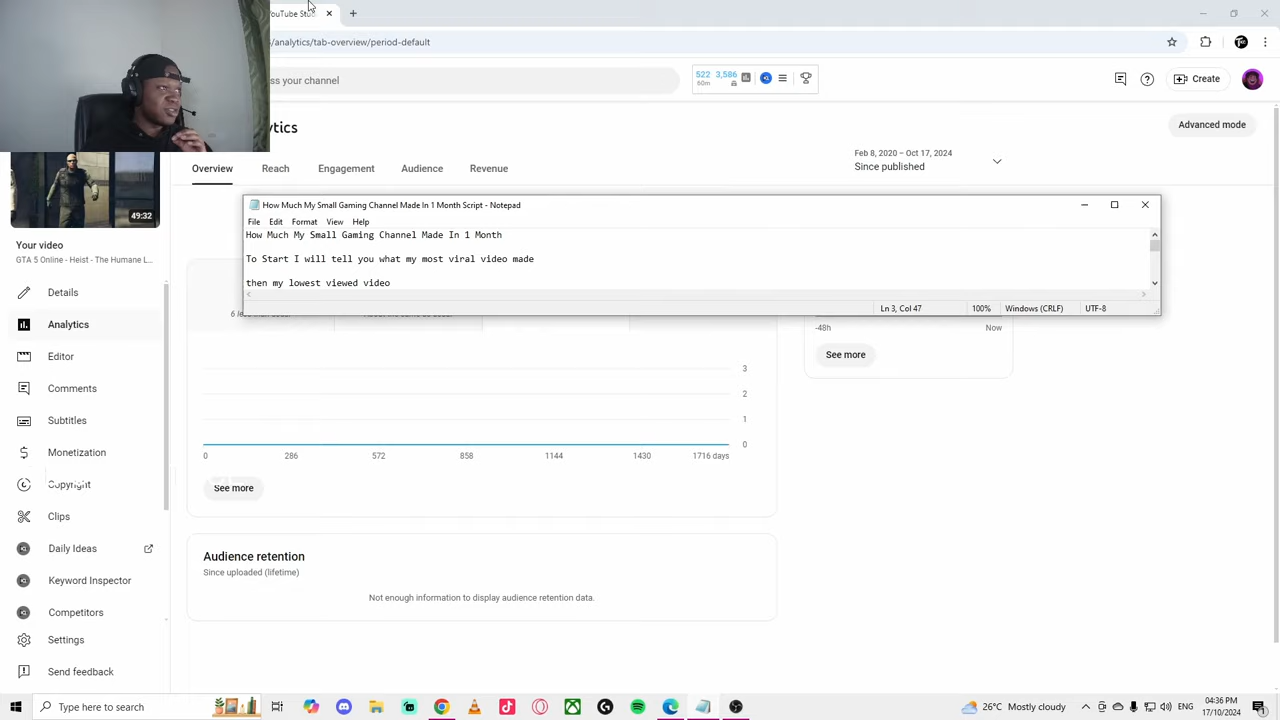 YouTube Stu
s/analytics/tab-overview/period-default
ss your channel
522 3,586
60m
Create
ytics
Advanced mode
Overview Reach Engagement Audience Revenue
Feb 8, 2020 – Oct 17, 2024
Since published
49:32
How Much My Small Gaming Channel Made In 1 Month Script - Notepad
File Edit Format View Help
How Much My Small Gaming Channel Made In 1 Month
To Start I will tell you what my most viral video made
then my lowest viewed video
Ln 3, Col 47 100% Windows (CRLF) UTF-8
Your video
GTA 5 Online - Heist - The Humane L...
Details
Analytics
Editor
Comments
Subtitles
Monetization
Copyright
Clips
Daily Ideas
Keyword Inspector
Competitors
Settings
Send feedback
-48h Now
See more
3
2
1
0
0 286 572 858 1144 1430 1716 days
See more
Audience retention
Since uploaded (lifetime)
Not enough information to display audience retention data.
Type here to search
26°C Mostly cloudy
ENG
04:36 PM
17/10/2024